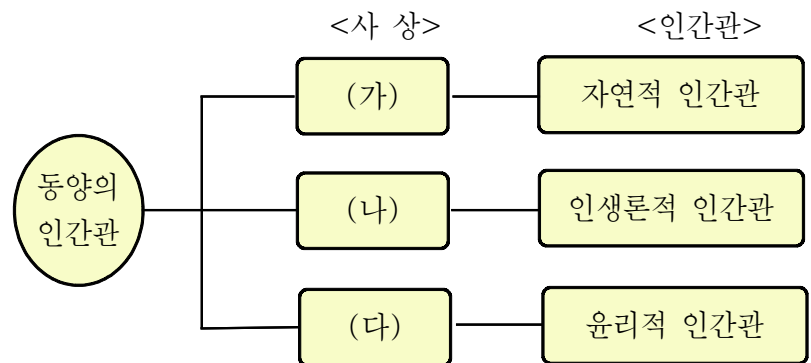 <사 상>
<인간관>
동양의
인간관
(가)
자연적 인간관
(나)
인생론적 인간관
(다)
윤리적 인간관